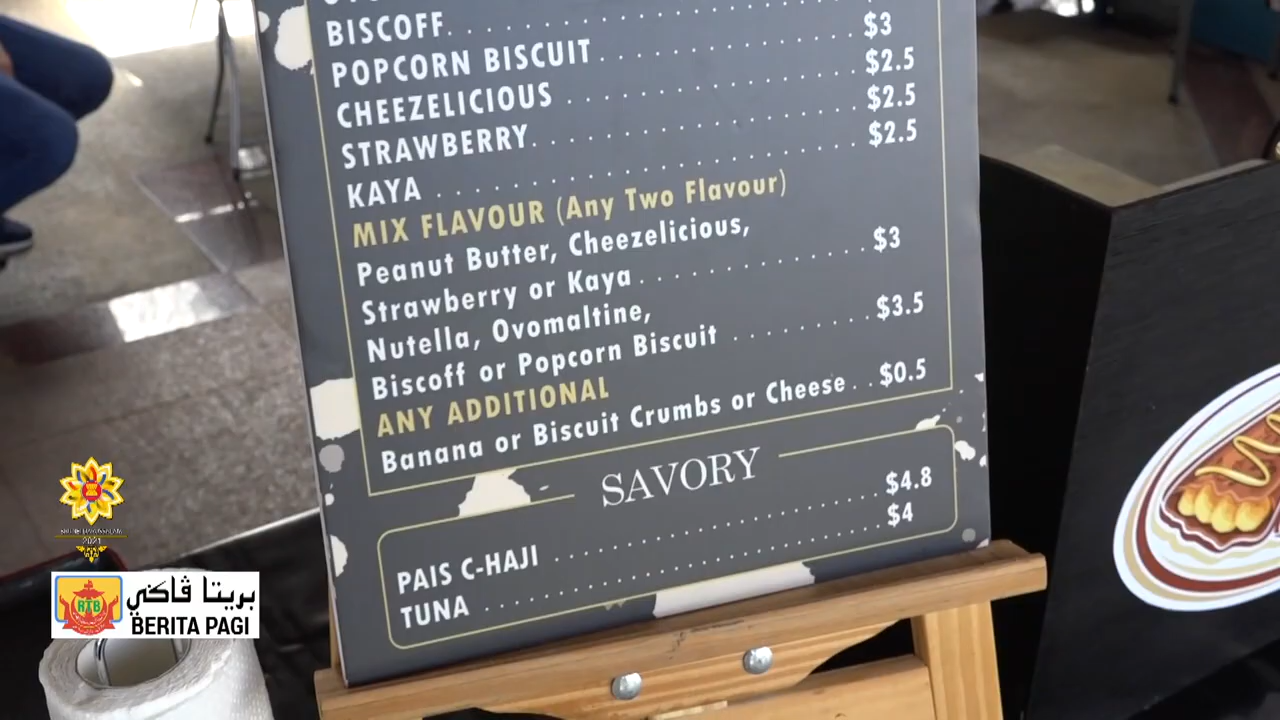 BISCOFF
POPCORN BISCUIT $3
CHEEZELICIOUS $2.5
STRAWBERRY $2.5
KAYA $2.5
MIX FLAVOUR (Any Two Flavour)
Peanut Butter, Cheezelicious,
Strawberry or Kaya $3
Nutella, Ovomaltine,
Biscoff or Popcorn Biscuit $3.5
ANY ADDITIONAL
Banana or Biscuit Crumbs or Cheese $0.5
SAVORY
PAIS C-HAJI $4.8
TUNA $4
2021
RTB
بريتا ڤاݢي
BERITA PAGI